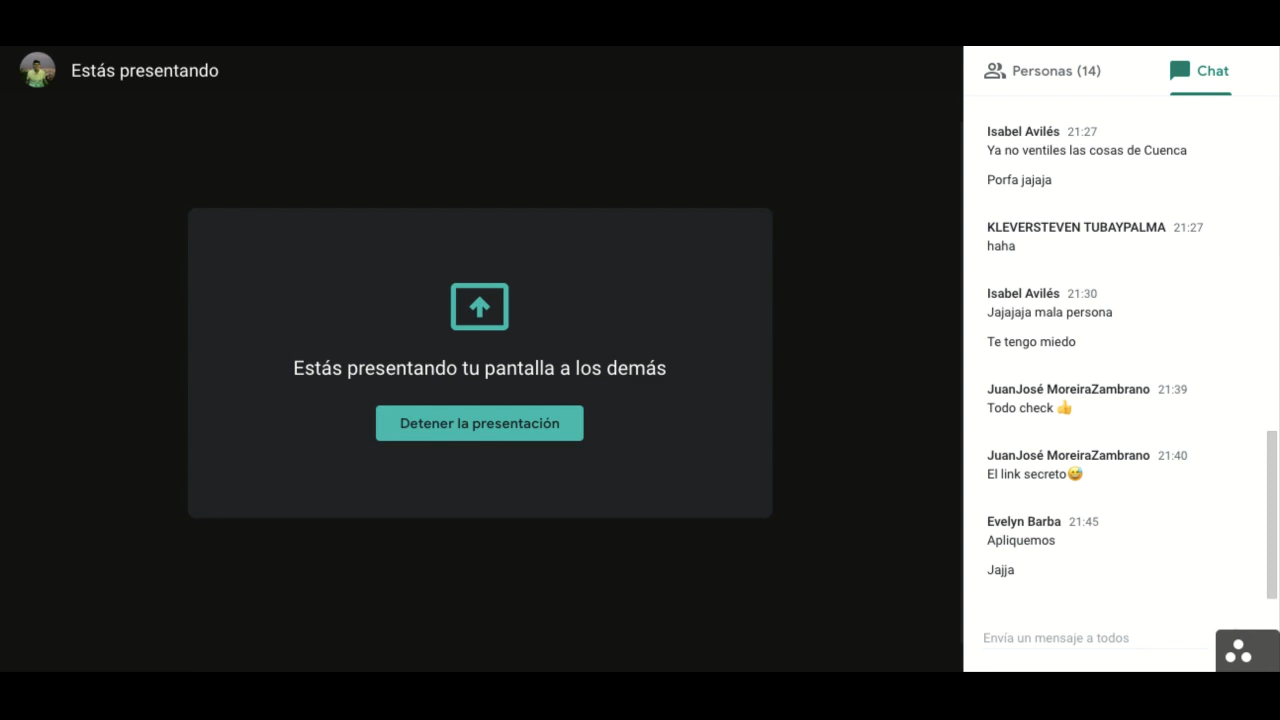 Estás presentando
Personas (14)
Chat
Isabel Avilés 21:27
Ya no ventiles las cosas de Cuenca
Porfa jajaja
KLEVERSTEVEN TUBAYPALMA 21:27
haha
Isabel Avilés 21:30
Jajajaja mala persona
Te tengo miedo
JuanJosé MoreiraZambrano 21:39
Todo check 👍
JuanJosé MoreiraZambrano 21:40
El link secreto😅
Evelyn Barba 21:45
Apliquemos
Jajja
Envía un mensaje a todos
Estás presentando tu pantalla a los demás
Detener la presentación